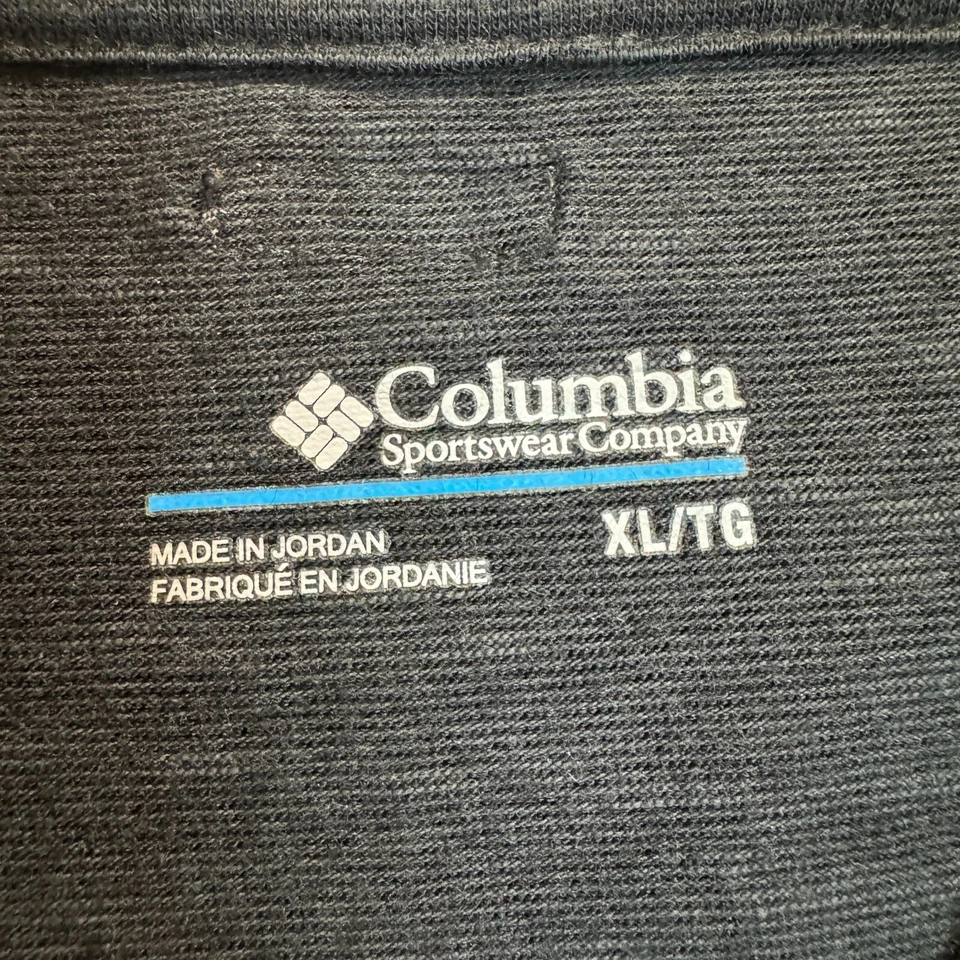 Columbia
Sportswear Company
XL/TG
MADE IN JORDAN
FABRIQUÉ EN JORDANIE